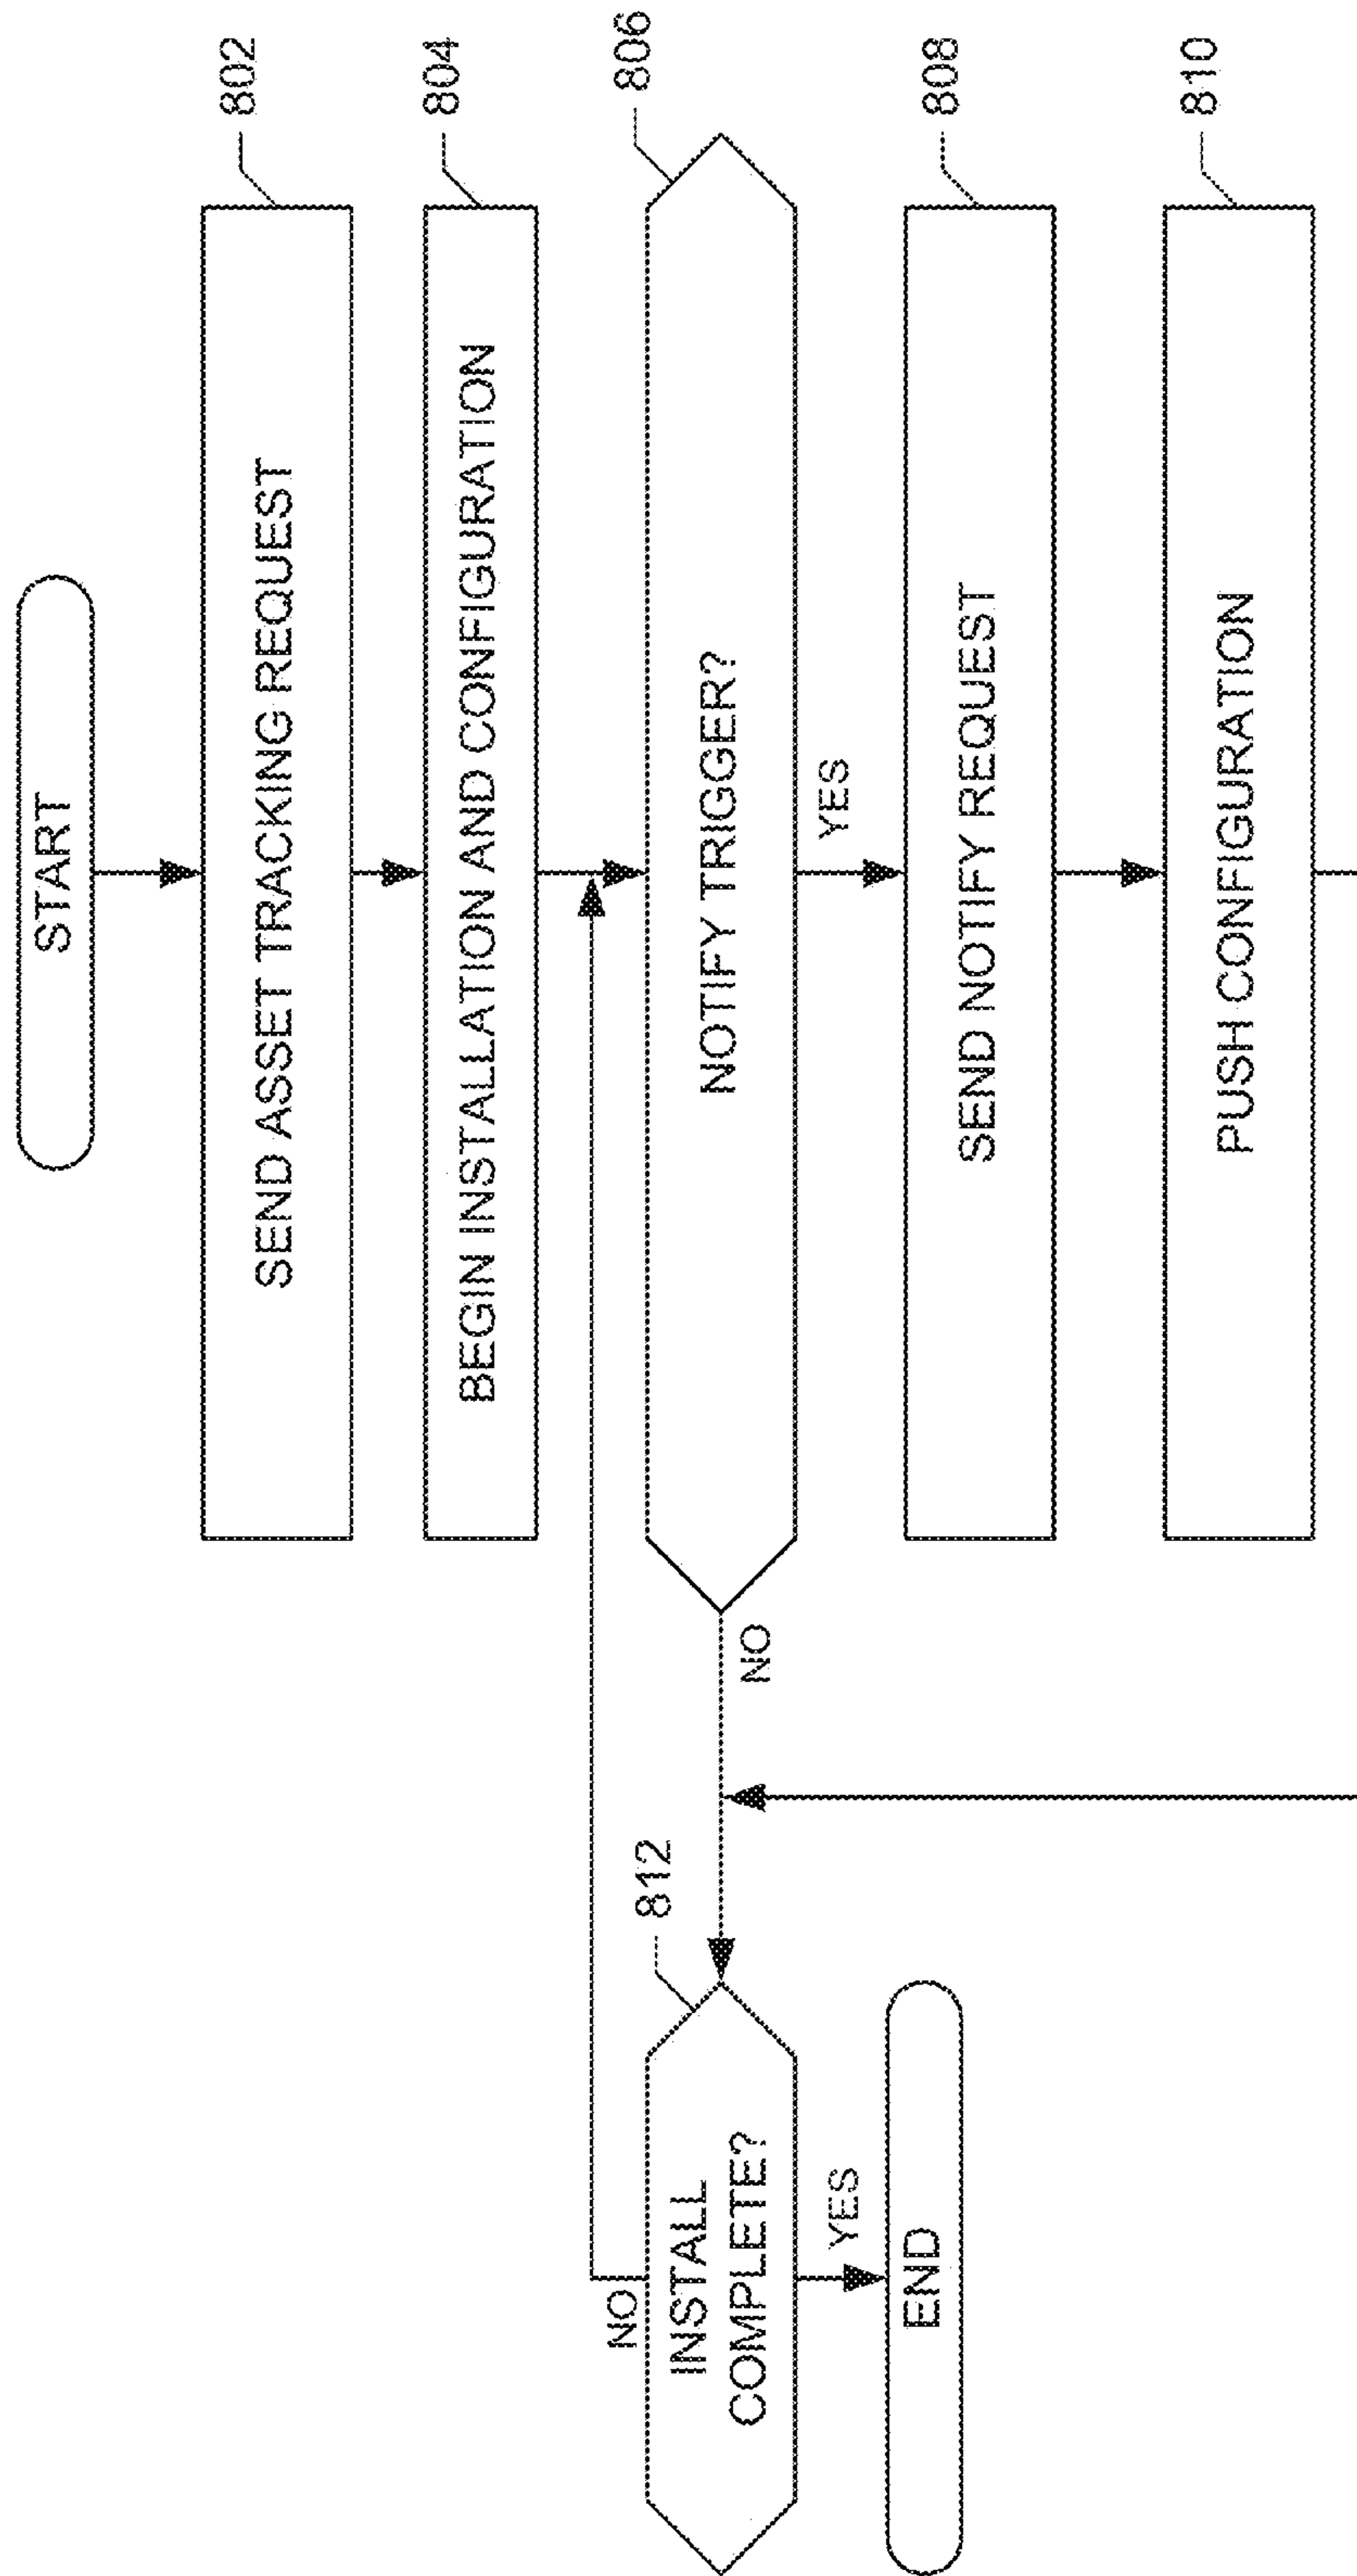 START
802
SEND ASSET TRACKING REQUEST
804
BEGIN INSTALLATION AND CONFIGURATION
806
NOTIFY TRIGGER?
YES
NO
808
SEND NOTIFY REQUEST
810
PUSH CONFIGURATION
812
INSTALL
COMPLETE?
NO
YES
END